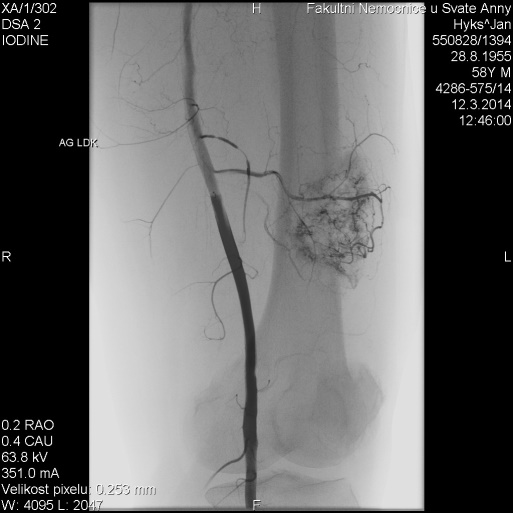 XA/1/302
DSA 2
IODINE
H
Fakultni Nemocnice u Svate Anny
Hyks^Jan
550828/1394
28.8.1955
58Y M
4286-575/14
12.3.2014
12:46:00
AG LDK
R
L
0.2 RAO
0.4 CAU
63.8 kV
351.0 mA
Velikost pixelu: 0.253 mm
W: 4095 L: 2047
F